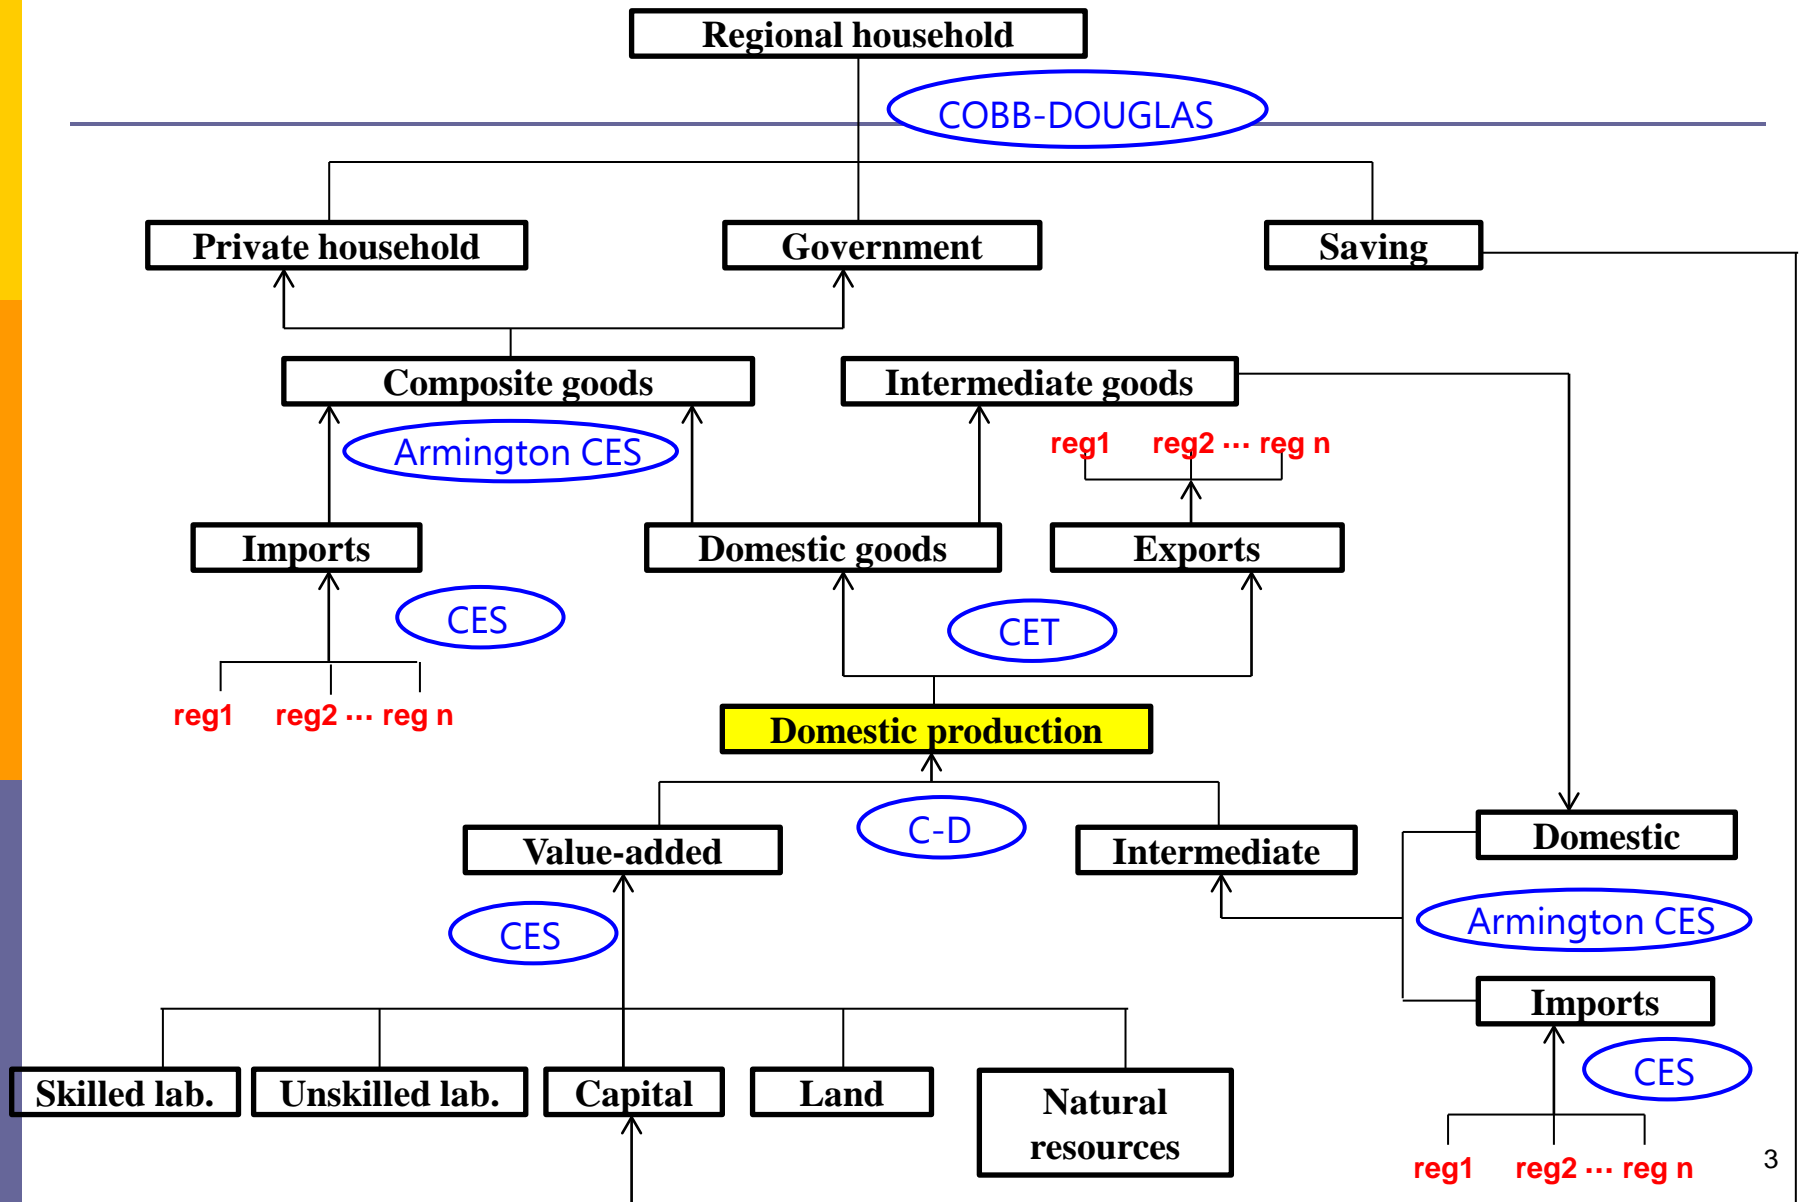 Regional household
COBB-DOUGLAS
Private household
Government
Saving
Composite goods
Intermediate goods
Armington CES
reg1 reg2 ··· reg n
Imports
Domestic goods
Exports
CES
CET
reg1 reg2 ··· reg n
Domestic production
C-D
Value-added
Intermediate
Domestic
CES
Armington CES
Imports
CES
Skilled lab.
Unskilled lab.
Capital
Land
Natural
resources
reg1 reg2 ··· reg n
3